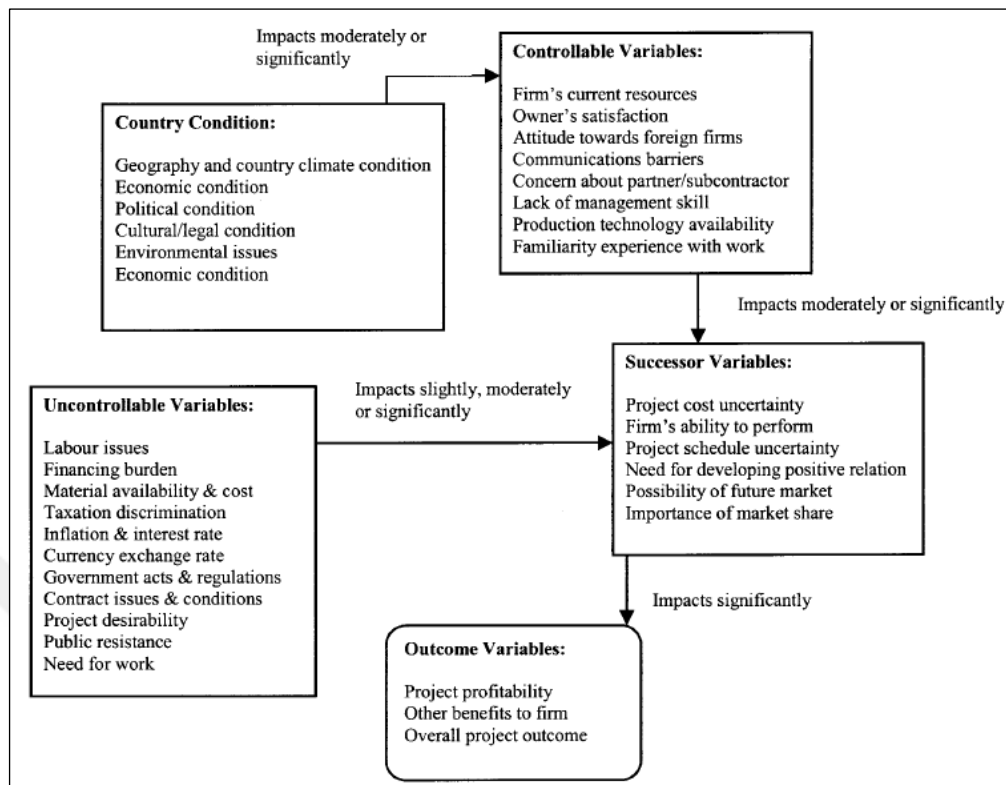 Impacts moderately or
significantly
Controllable Variables:
Firm's current resources
Owner's satisfaction
Attitude towards foreign firms
Communications barriers
Concern about partner/subcontractor
Lack of management skill
Production technology availability
Familiarity experience with work
Country Condition:
Geography and country climate condition
Economic condition
Political condition
Cultural/legal condition
Environmental issues
Economic condition
Impacts moderately or significantly
Successor Variables:
Project cost uncertainty
Firm's ability to perform
Project schedule uncertainty
Need for developing positive relation
Possibility of future market
Importance of market share
Impacts slightly, moderately
or significantly
Uncontrollable Variables:
Labour issues
Financing burden
Material availability & cost
Taxation discrimination
Inflation & interest rate
Currency exchange rate
Government acts & regulations
Contract issues & conditions
Project desirability
Public resistance
Need for work
Impacts significantly
Outcome Variables:
Project profitability
Other benefits to firm
Overall project outcome